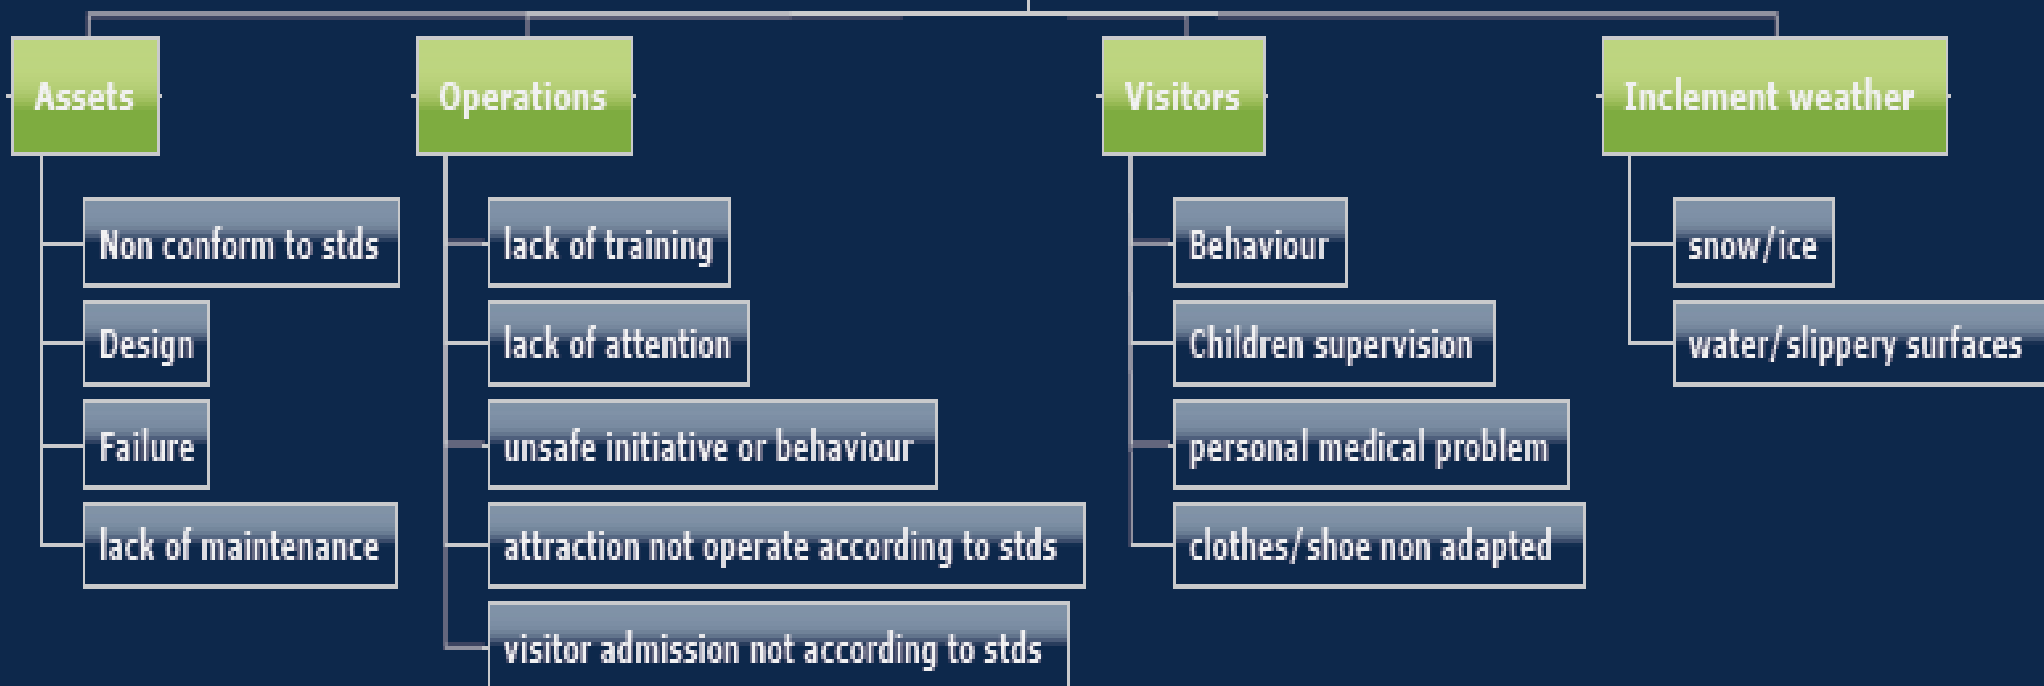 Assets
Non conform to stds
Design
Failure
lack of maintenance
Operations
lack of training
lack of attention
unsafe initiative or behaviour
attraction not operate according to stds
visitor admission not according to stds
Visitors
Behaviour
Children supervision
personal medical problem
clothes/shoe non adapted
Inclement weather
snow/ice
water/slippery surfaces